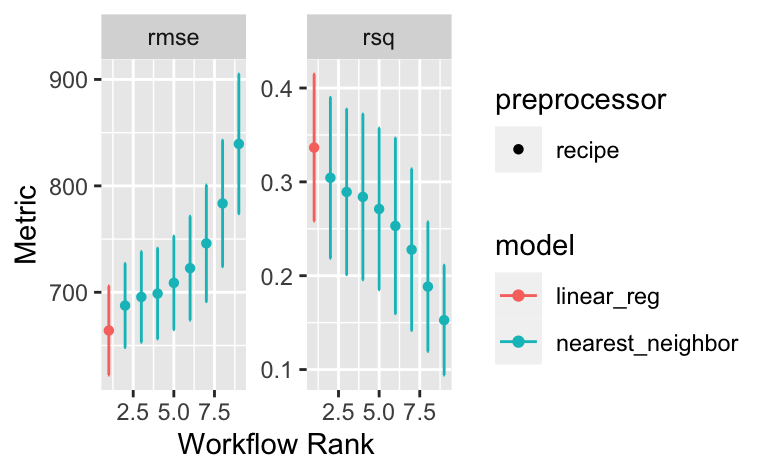 rmse
rsq
900
800
700
0.4
0.3
0.2
0.1
Metric
2.5 5.0 7.5
2.5 5.0 7.5
Workflow Rank
preprocessor
recipe
model
linear_reg
nearest_neighbor